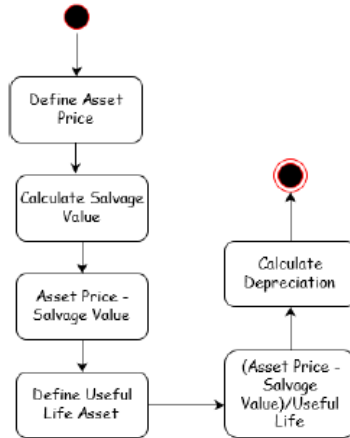 Define Asset
Price
Calculate Salvage
Value
Asset Price -
Salvage Value
Define Useful
Life Asset
(Asset Price -
Salvage
Value)/Useful
Life
Calculate
Depreciation